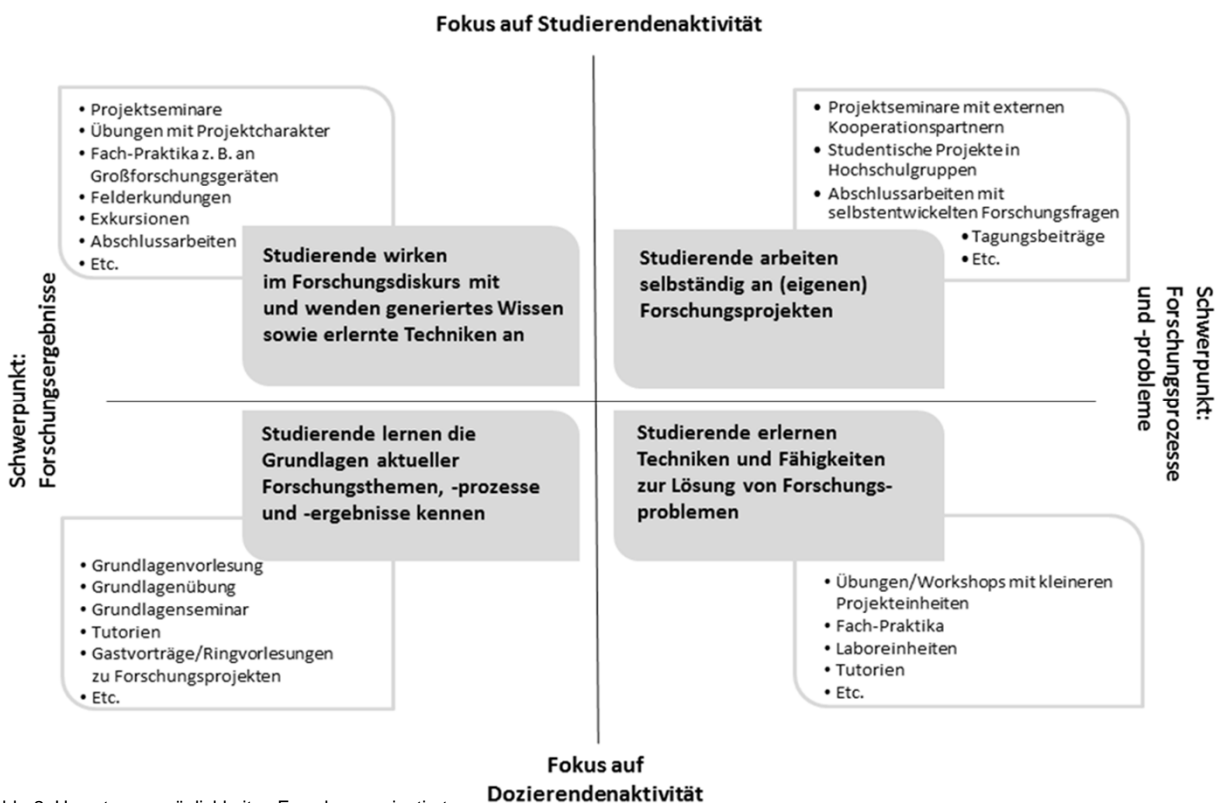 Fokus auf Studierendenaktivität
• Projektseminare
• Übungen mit Projektcharakter
• Fach-Praktika z. B. an
Großforschungsgeräten
• Felderkundungen
• Exkursionen
• Abschlussarbeiten
• Etc.
Studierende wirken
im Forschungsdiskurs mit
und wenden generiertes Wissen
sowie erlernte Techniken an
• Projektseminare mit externen
Kooperationspartnern
• Studentische Projekte in
Hochschulgruppen
• Abschlussarbeiten mit
selbstentwickelten Forschungsfragen
• Tagungsbeiträge
• Etc.
Studierende arbeiten
selbständig an (eigenen)
Forschungsprojekten
Schwerpunkt:
Forschungsergebnisse
Schwerpunkt:
Forschungsprozesse
und -probleme
Studierende lernen die
Grundlagen aktueller
Forschungsthemen, -prozesse
und -ergebnisse kennen
• Grundlagenvorlesung
• Grundlagenübung
• Grundlagenseminar
• Tutorien
• Gastvorträge/Ringvorlesungen
zu Forschungsprojekten
• Etc.
Studierende erlernen
Techniken und Fähigkeiten
zur Lösung von Forschungs-
problemen
• Übungen/Workshops mit kleineren
Projekteinheiten
• Fach-Praktika
• Laboreinheiten
• Tutorien
• Etc.
Fokus auf
Dozierendenaktivität